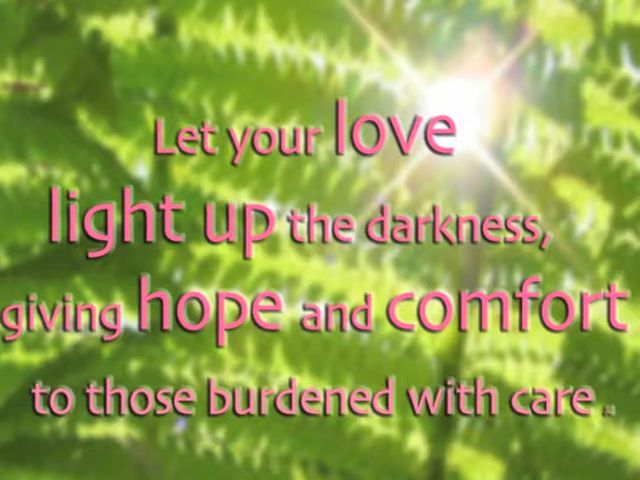 Let your love
light up the darkness,
giving hope and comfort
to those burdened with care